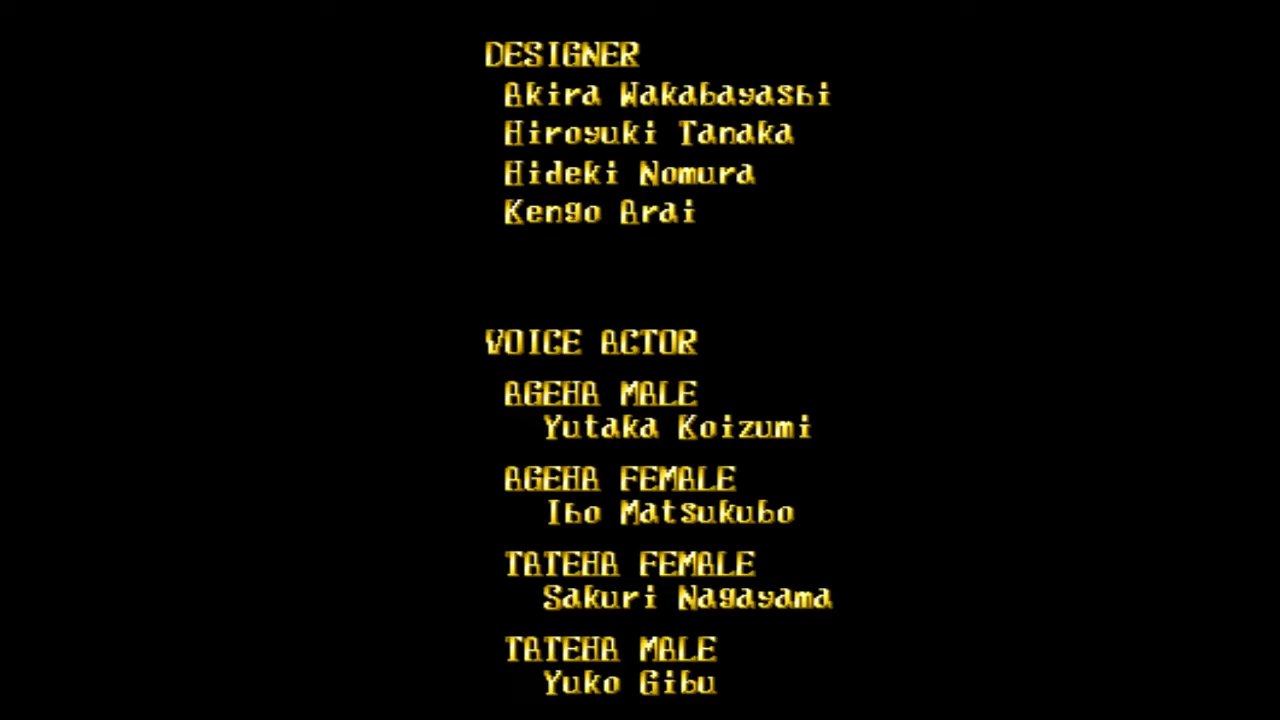 DESIGNER
Akira Wakabayashi
Hiroyuki Tanaka
Hideki Nomura
Kengo Arai
VOICE ACTOR
AGEHA MALE
Yutaka Koizumi
AGEHA FEMALE
Iho Matsukubo
TATEHA FEMALE
Sakuri Nagayama
TATEHA MALE
Yuko Gibu